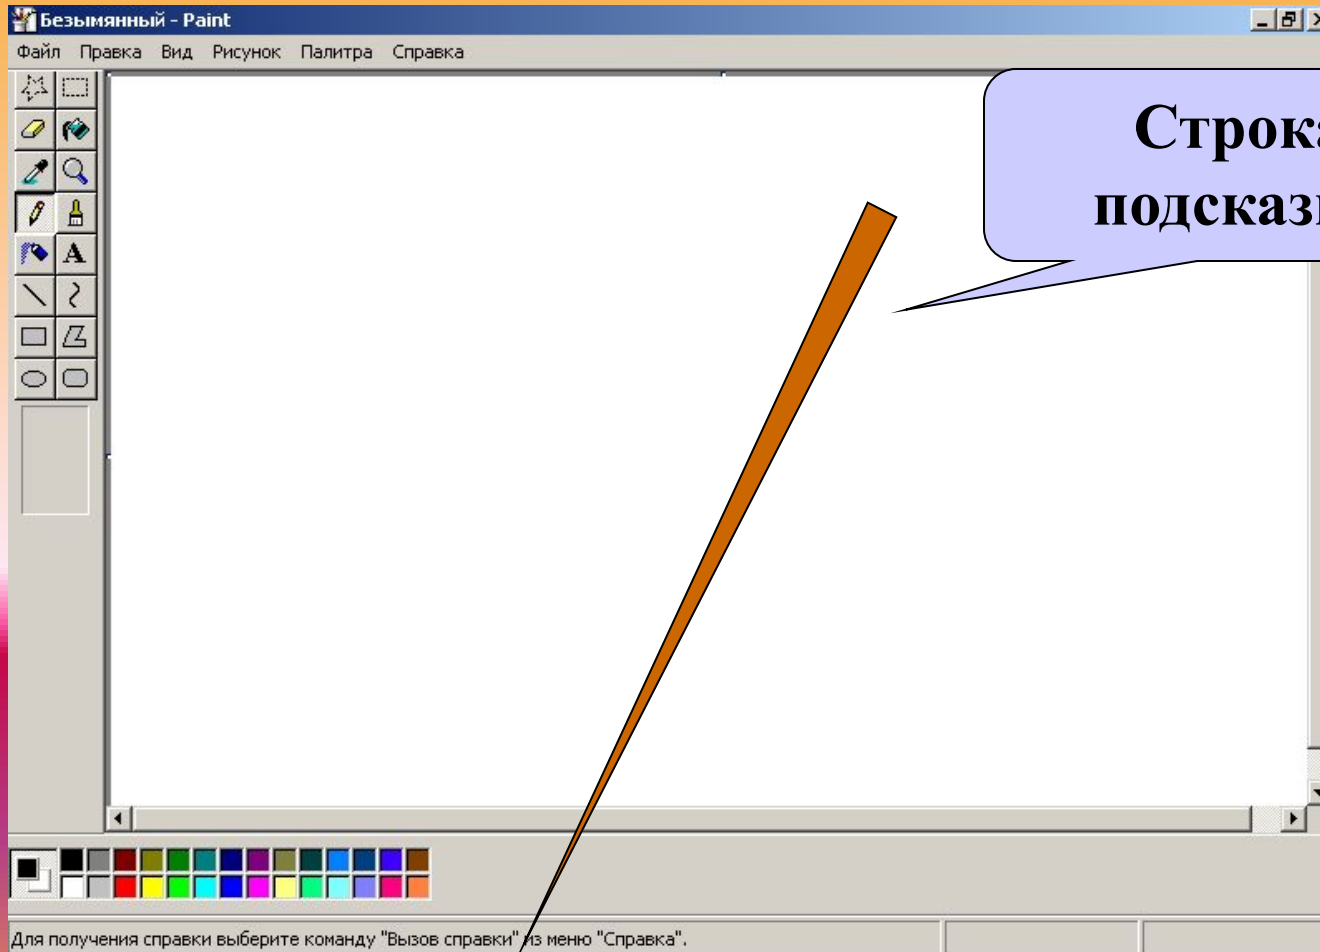 Безымянный - Paint
Файл Правка Вид Рисунок Палитра Справка
Строка
A
Для получения справки выберите команду "Вызов справки" из меню "Справка".